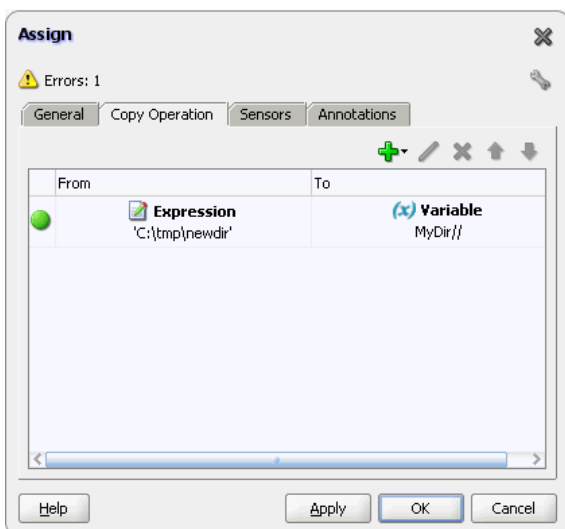 Assign
Errors: 1
General Copy Operation Sensors Annotations
From To
Expression (x) Variable
'C:\tmp\newdir' MyDir//
Help Apply OK Cancel